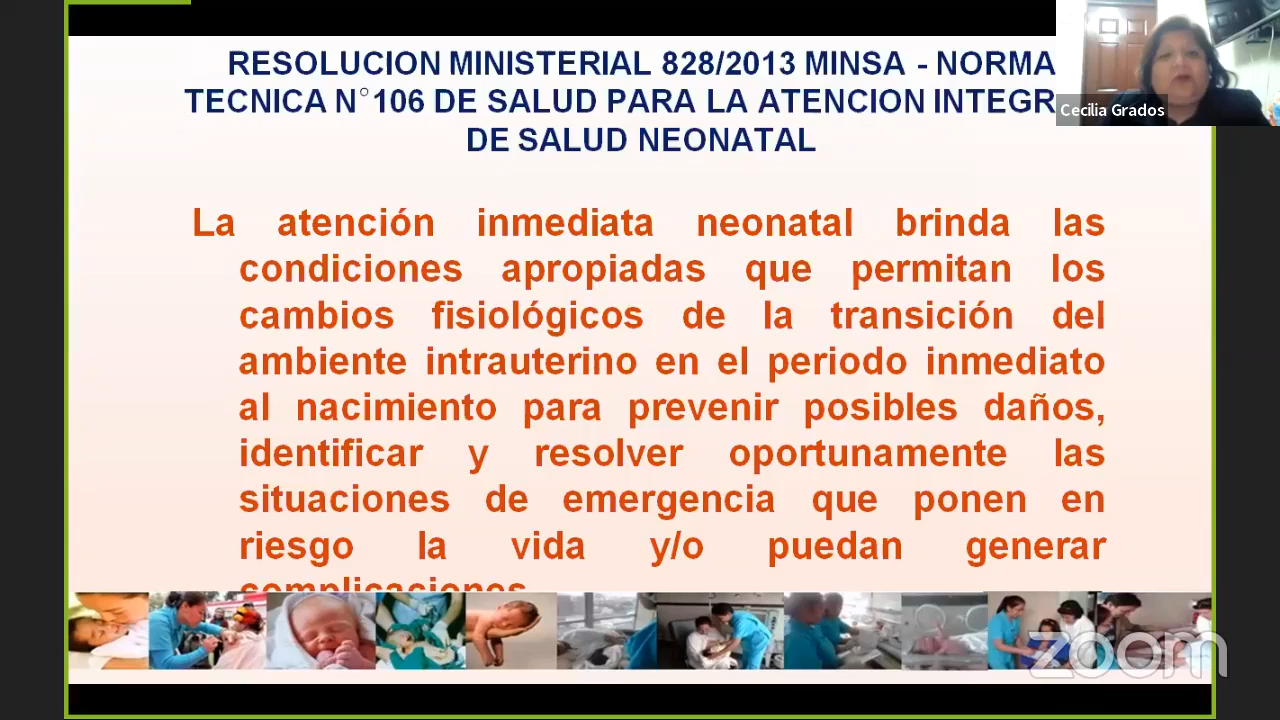 RESOLUCION MINISTERIAL 828/2013 MINSA - NORMA
TECNICA N°106 DE SALUD PARA LA ATENCION INTEGR
DE SALUD NEONATAL
Cecilia Grados
La atención inmediata neonatal brinda las
condiciones apropiadas que permitan los
cambios fisiológicos de la transición del
ambiente intrauterino en el periodo inmediato
al nacimiento para prevenir posibles daños,
identificar y resolver oportunamente las
situaciones de emergencia que ponen en
riesgo la vida y/o puedan generar
complicaciones
zoom